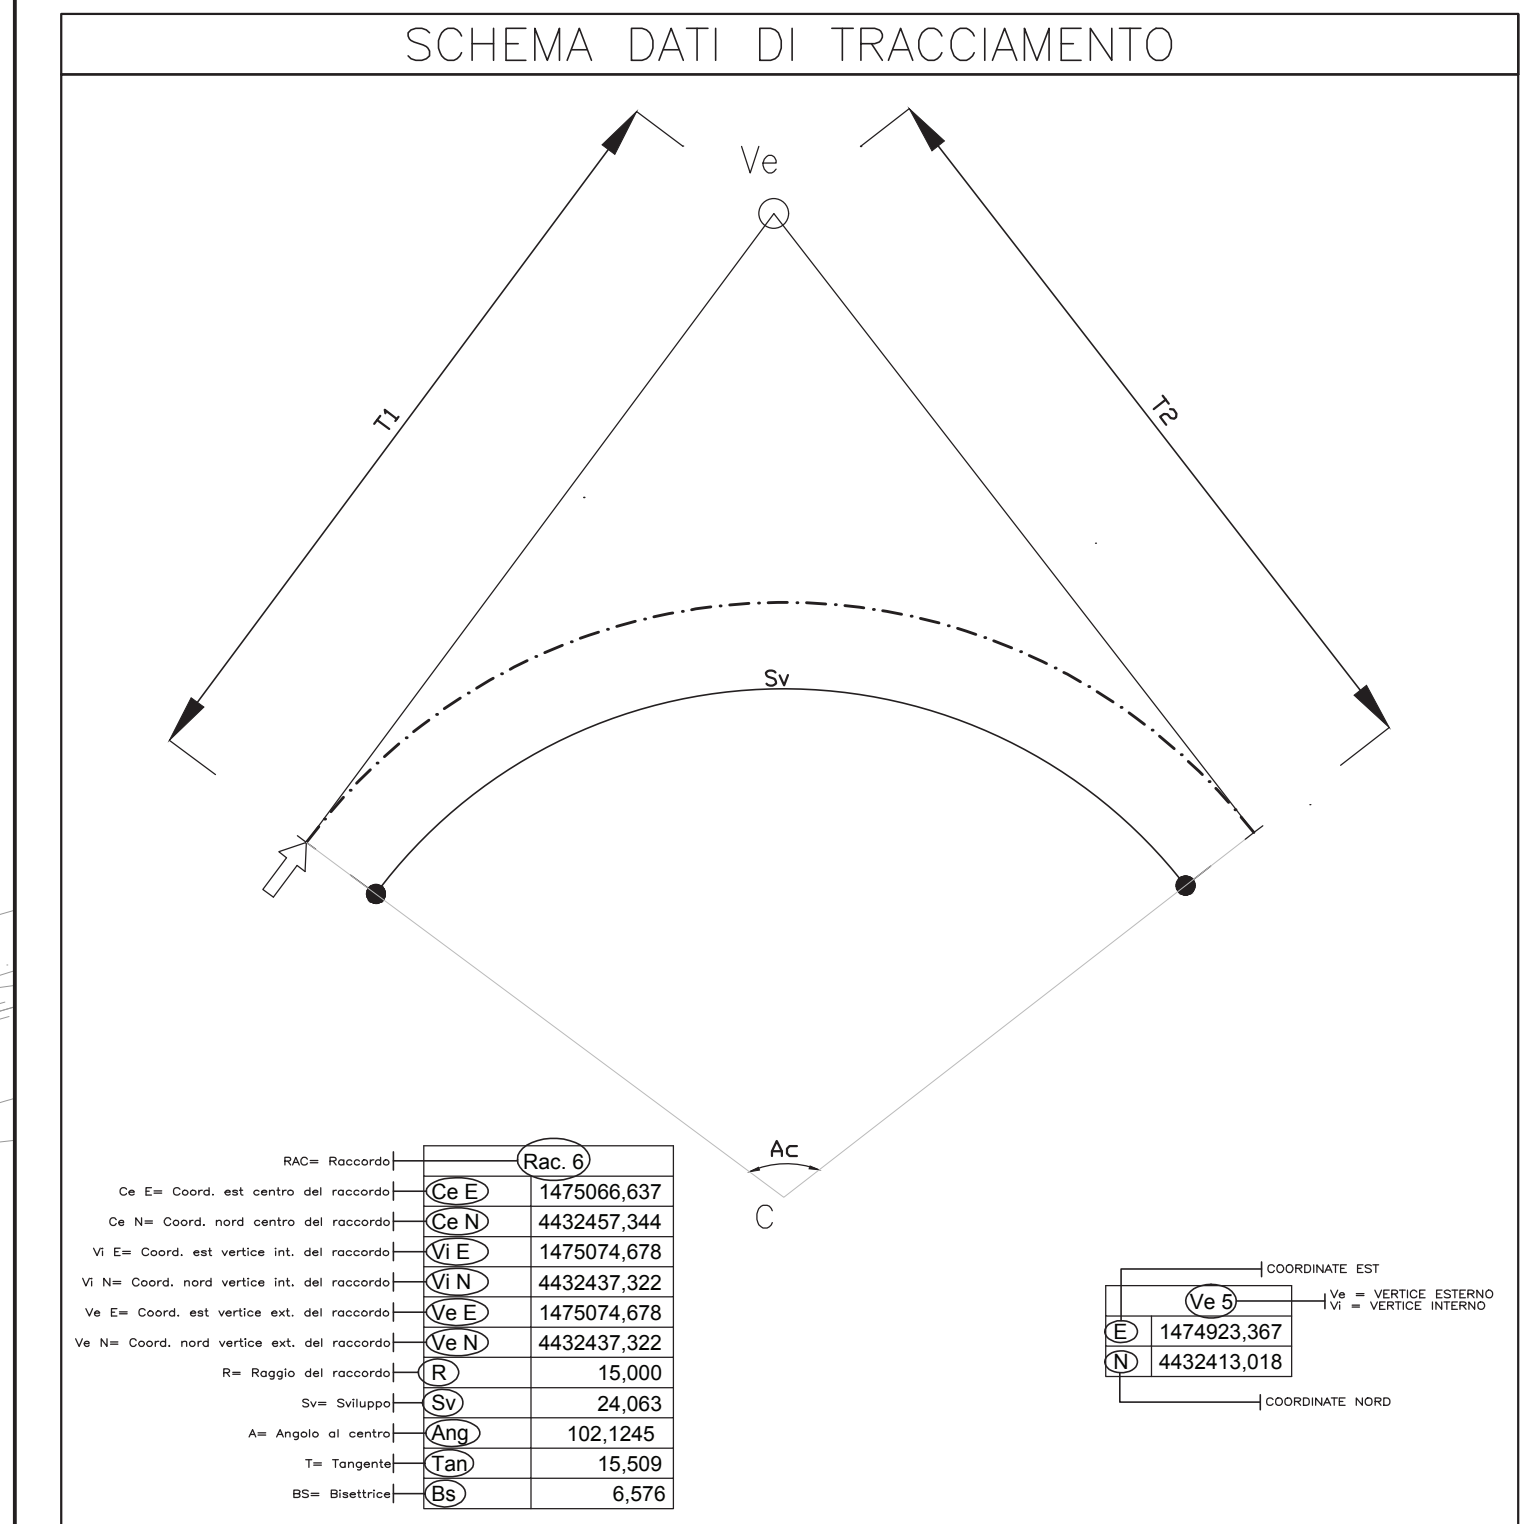 SCHEMA DATI DI TRACCIAMENTO
Ve
T1
T2
Sv
Ac
C
RAC= Raccordo Rac. 6
Ce E= Coord. est centro del raccordo Ce E 1475066,637
Ce N= Coord. nord centro del raccordo Ce N 4432457,344
Vi E= Coord. est vertice int. del raccordo Vi E 1475074,678
Vi N= Coord. nord vertice int. del raccordo Vi N 4432437,322
Ve E= Coord. est vertice ext. del raccordo Ve E 1475074,678
Ve N= Coord. nord vertice ext. del raccordo Ve N 4432437,322
R= Raggio del raccordo R 15,000
Sv= Sviluppo Sv 24,063
A= Angolo al centro Ang 102,1245
T= Tangente Tan 15,509
BS= Bisettrice Bs 6,576
COORDINATE EST
Ve 5 Ve = VERTICE ESTERNO
Vi = VERTICE INTERNO
E 1474923,367
N 4432413,018
COORDINATE NORD